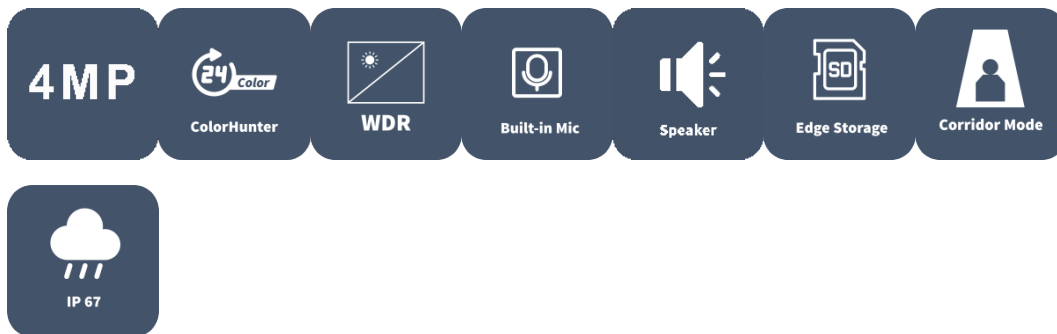 4MP
24 Color
ColorHunter
WDR
Built-in Mic
Speaker
SD
Edge Storage
Corridor Mode
IP 67